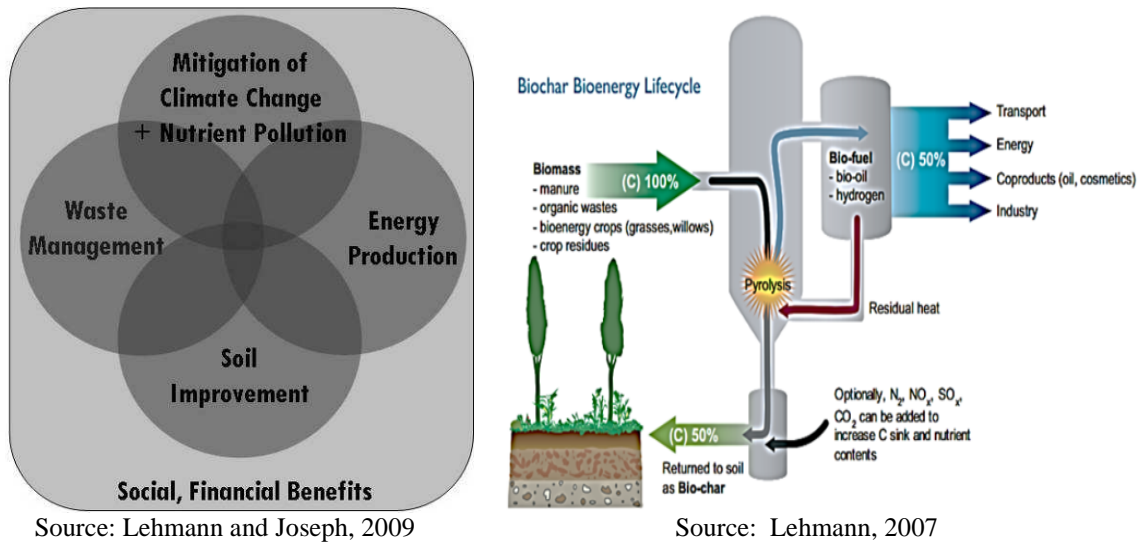 Mitigation of
Climate Change
+ Nutrient Pollution
Waste
Management
Energy
Production
Soil
Improvement
Social, Financial Benefits
Source: Lehmann and Joseph, 2009
Biochar Bioenergy Lifecycle
Biomass
- manure
- organic wastes
- bioenergy crops (grasses,willows)
- crop residues
(C) 100%
Pyrolysis
Bio-fuel
- bio-oil
- hydrogen
(C) 50%
Transport
Energy
Coproducts (oil, cosmetics)
Industry
Residual heat
Optionally, N₂, NOₓ, SOₓ,
CO₂ can be added to
increase C sink and nutrient
contents
(C) 50%
Returned to soil
as Bio-char
Source: Lehmann, 2007